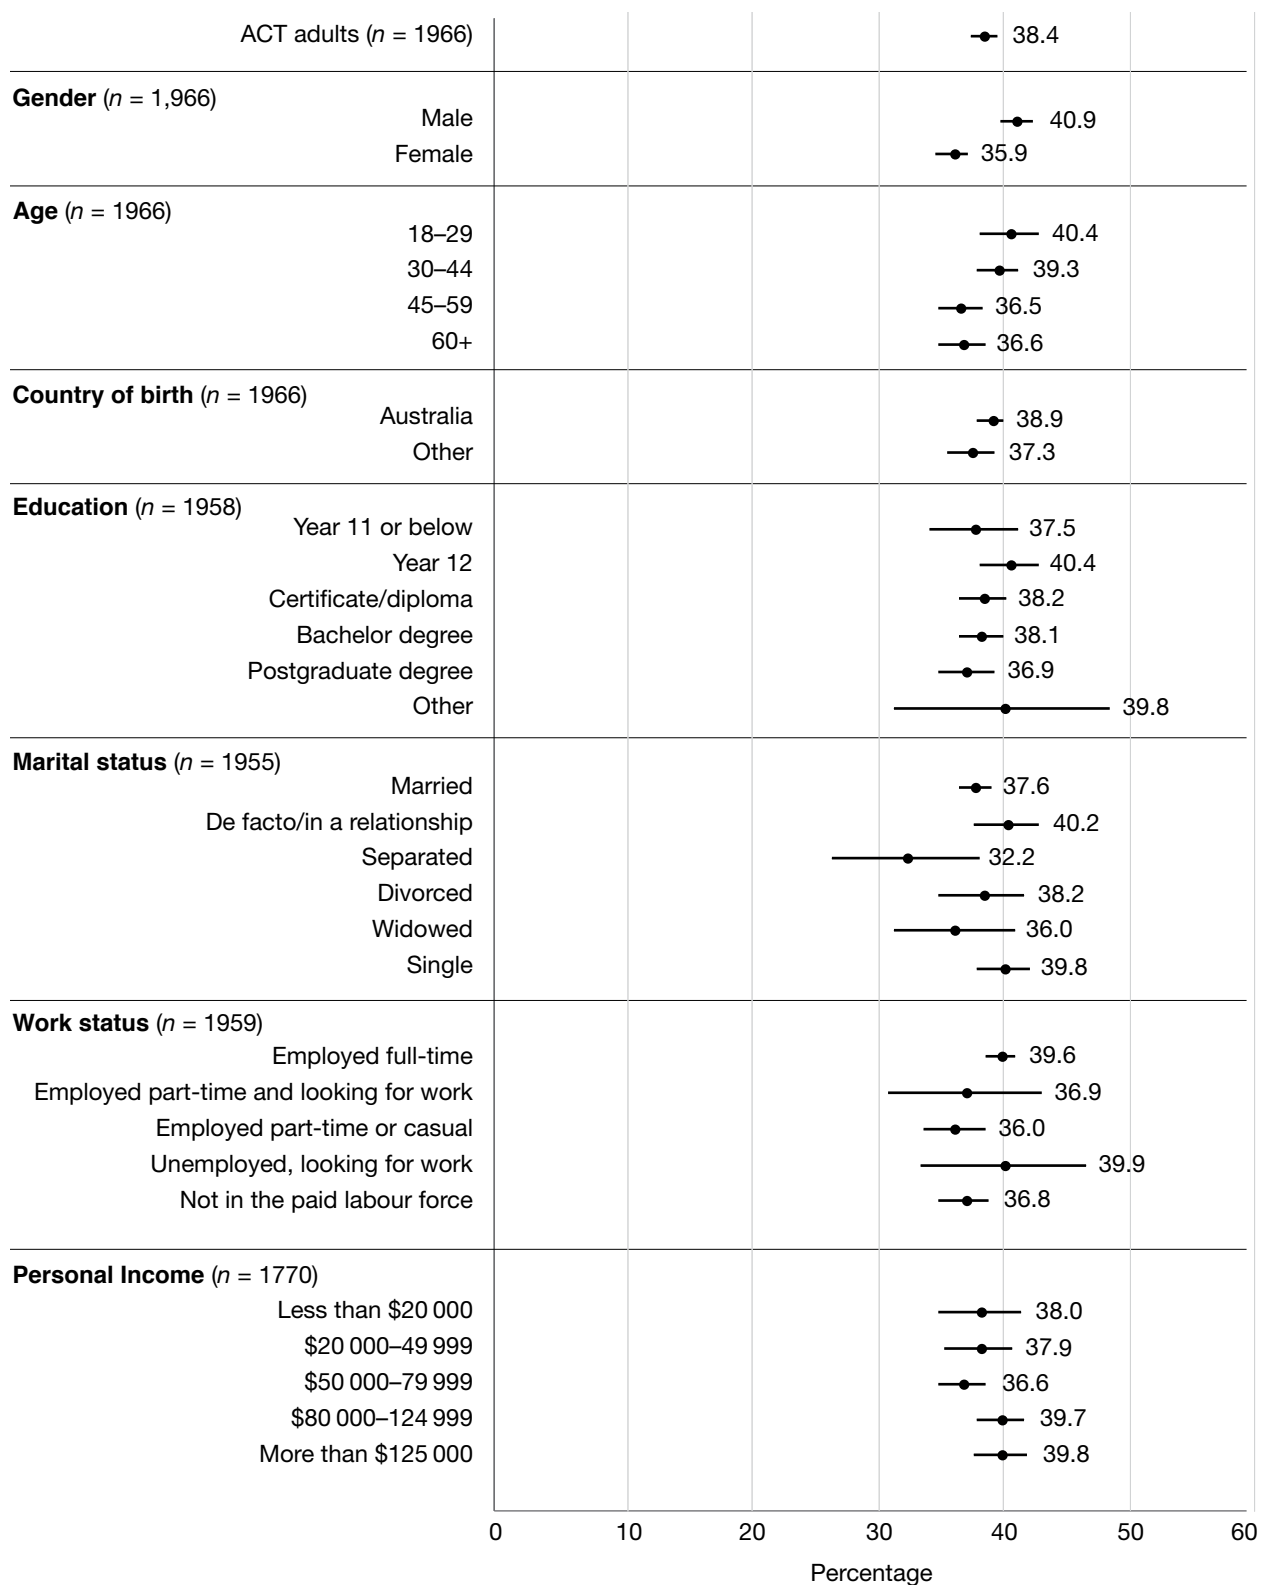 ACT adults (n = 1966) 38.4
Gender (n = 1,966)
Male 40.9
Female 35.9
Age (n = 1966)
18–29 40.4
30–44 39.3
45–59 36.5
60+ 36.6
Country of birth (n = 1966)
Australia 38.9
Other 37.3
Education (n = 1958)
Year 11 or below 37.5
Year 12 40.4
Certificate/diploma 38.2
Bachelor degree 38.1
Postgraduate degree 36.9
Other 39.8
Marital status (n = 1955)
Married 37.6
De facto/in a relationship 40.2
Separated 32.2
Divorced 38.2
Widowed 36.0
Single 39.8
Work status (n = 1959)
Employed full-time 39.6
Employed part-time and looking for work 36.9
Employed part-time or casual 36.0
Unemployed, looking for work 39.9
Not in the paid labour force 36.8
Personal Income (n = 1770)
Less than $20 000 38.0
$20 000–49 999 37.9
$50 000–79 999 36.6
$80 000–124 999 39.7
More than $125 000 39.8
0 10 20 30 40 50 60
Percentage